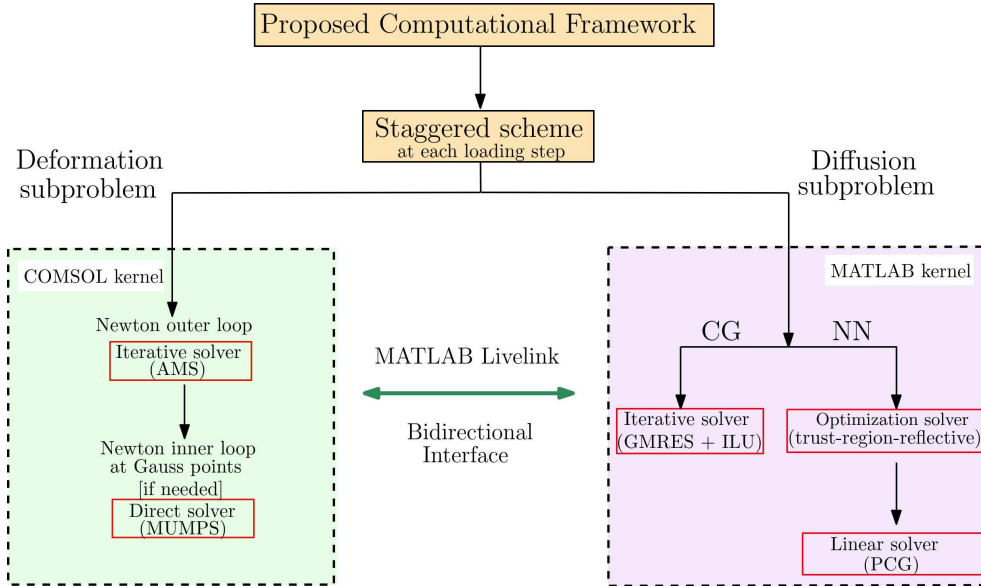 Proposed Computational Framework
Staggered scheme
at each loading step
Deformation
subproblem
Diffusion
subproblem
COMSOL kernel
Newton outer loop
Iterative solver
(AMS)
Newton inner loop
at Gauss points
[if needed]
Direct solver
(MUMPS)
MATLAB Livelink
Bidirectional
Interface
MATLAB kernel
CG
NN
Iterative solver
(GMRES + ILU)
Optimization solver
(trust-region-reflective)
Linear solver
(PCG)